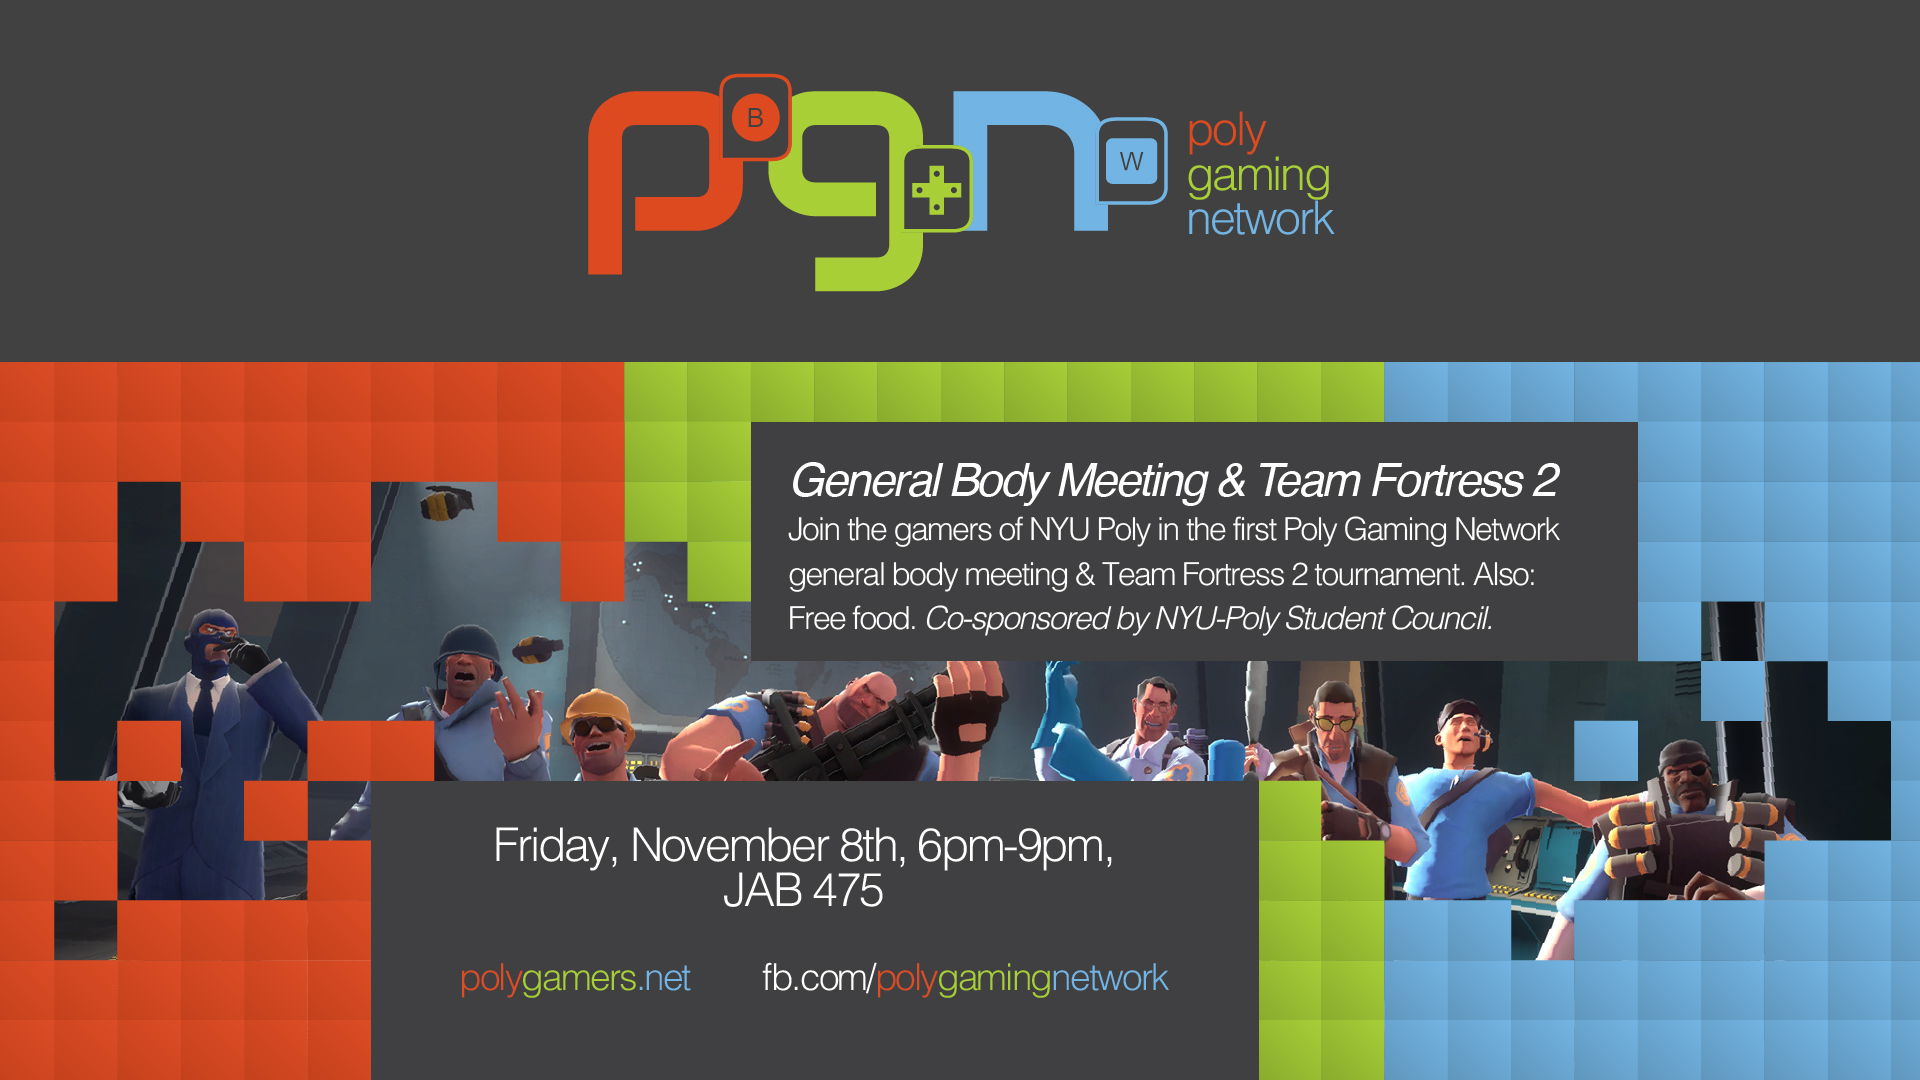 pgn
B
W
poly
gaming
network
General Body Meeting & Team Fortress 2
Join the gamers of NYU Poly in the first Poly Gaming Network
general body meeting & Team Fortress 2 tournament. Also:
Free food. Co-sponsored by NYU-Poly Student Council.
Friday, November 8th, 6pm-9pm,
JAB 475
polygamers.net
fb.com/polygamingnetwork